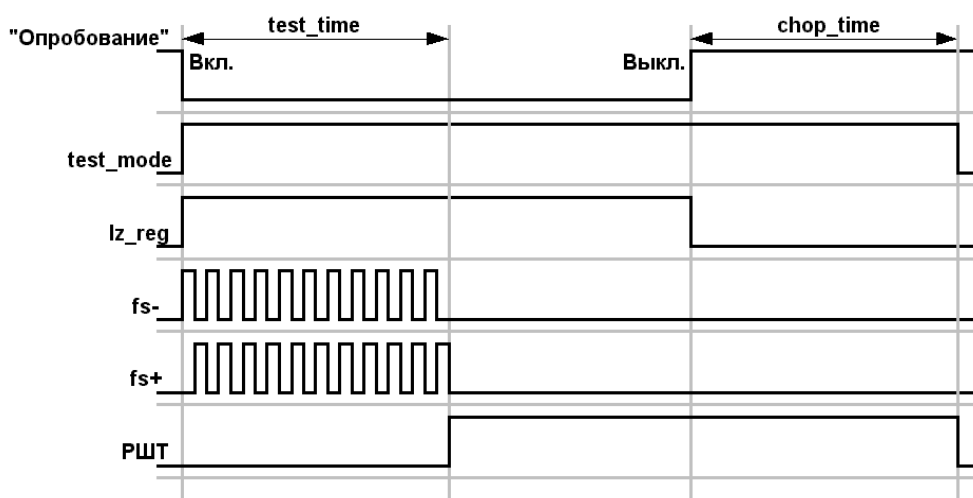 test_time
chop_time
"Опробование"
Вкл.
Выкл.
test_mode
Iz_reg
fs-
fs+
РШТ